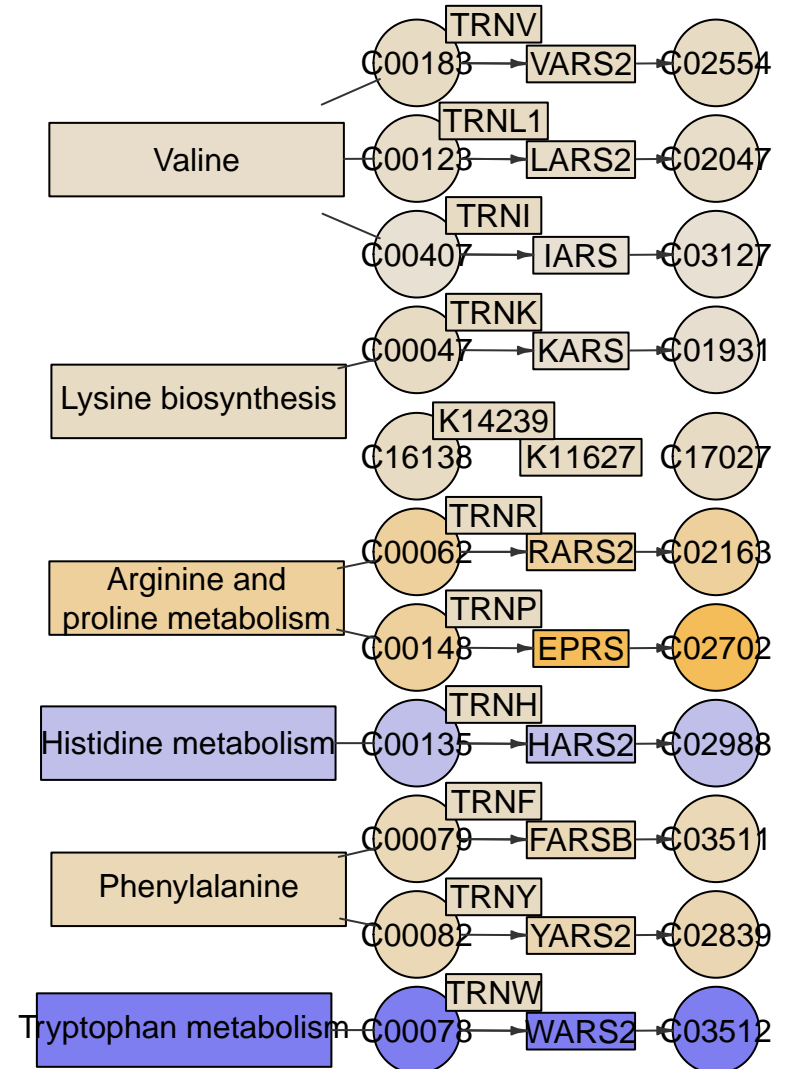 TRNV
C00183 VARS2 C02554
TRNL1
Valine C00123 LARS2 C02047
TRNI
C00407 IARS C03127
TRNK
C00047 KARS C01931
Lysine biosynthesis
K14239
C16138 K11627 C17027
TRNR
C00062 RARS2 C02163
Arginine and
proline metabolism
TRNP
C00148 EPRS C02702
TRNH
Histidine metabolism C00135 HARS2 C02988
TRNF
C00079 FARSB C03511
Phenylalanine
TRNY
C00082 YARS2 C02839
TRNW
Tryptophan metabolism C00078 WARS2 C03512